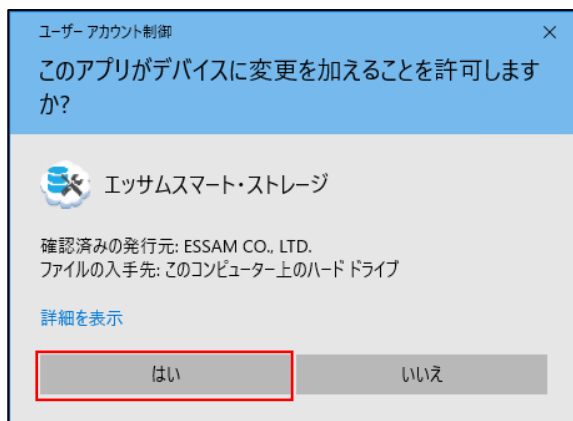 ユーザー アカウント制御
このアプリがデバイスに変更を加えることを許可します
か?
エッサムスマート・ストレージ
確認済みの発行元: ESSAM CO., LTD.
ファイルの入手先: このコンピューター上のハード ドライブ
詳細を表示
はい
いいえ